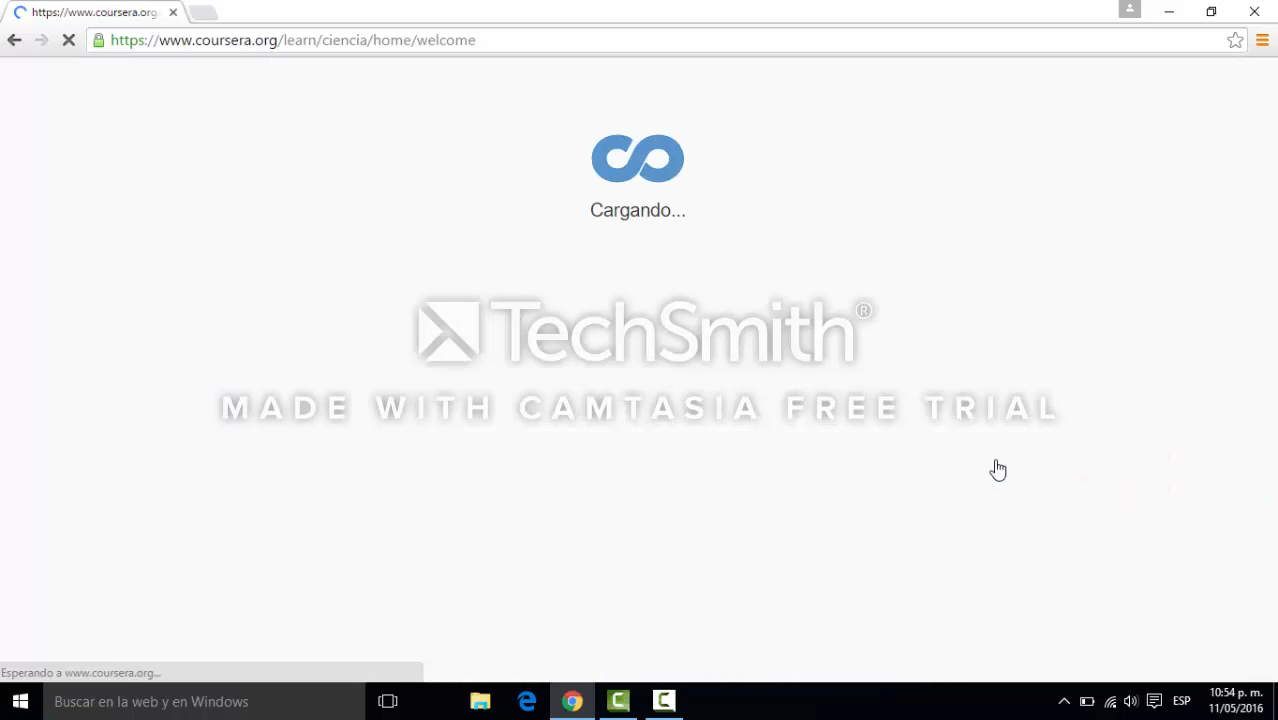 https://www.coursera.org
https://www.coursera.org/learn/ciencia/home/welcome
Cargando...
TechSmith®
MADE WITH CAMTASIA FREE TRIAL
Esperando a www.coursera.org...
Buscar en la web y en Windows
ESP
10:54 p. m.
11/05/2016